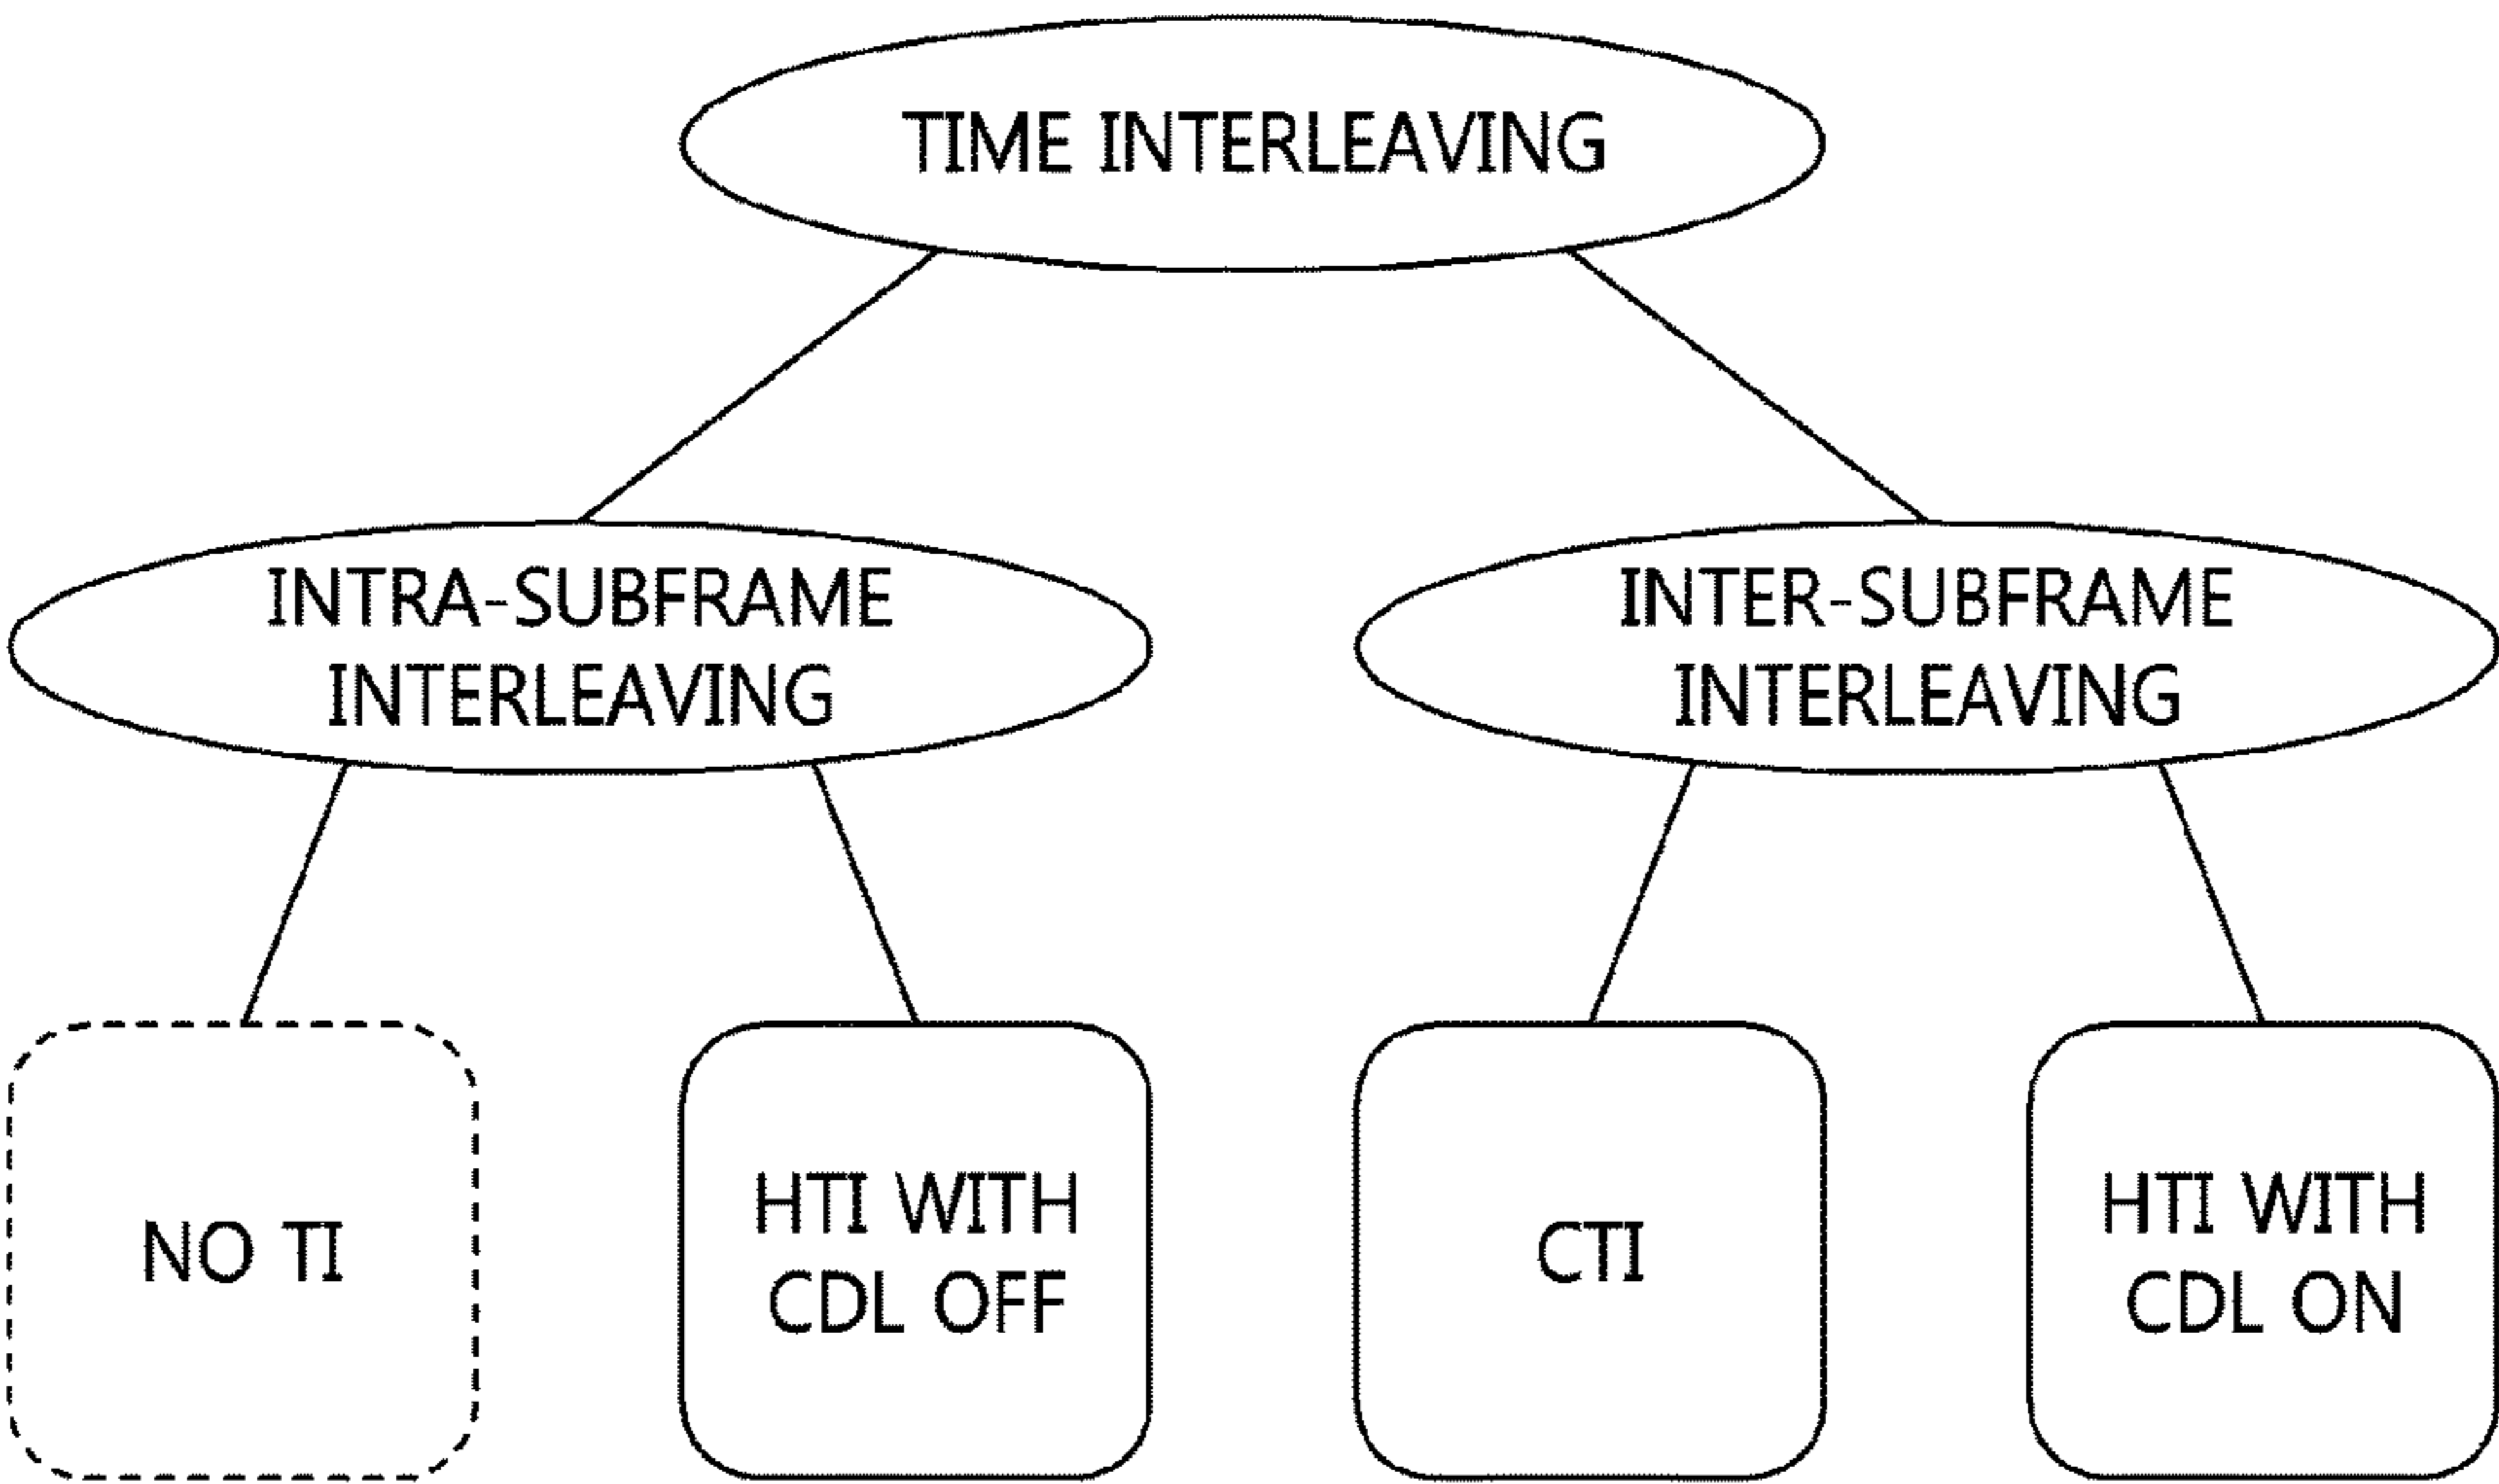 TIME INTERLEAVING
INTRA-SUBFRAME
INTERLEAVING
INTER-SUBFRAME
INTERLEAVING
NO TI
HTI WITH
CDL OFF
CTI
HTI WITH
CDL ON